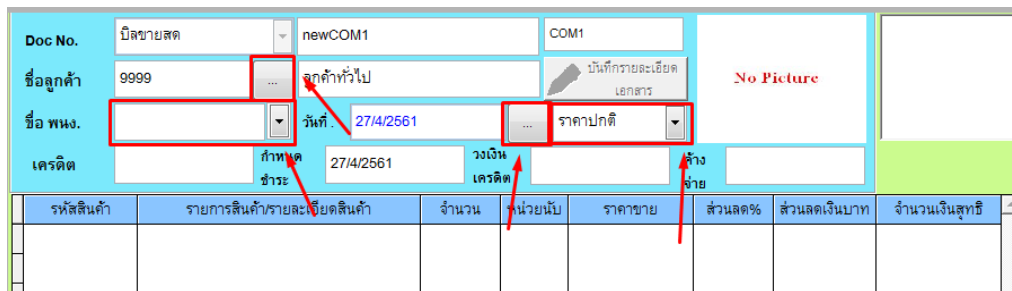 Doc No. บิลขายสด newCOM1 COM1
ชื่อลูกค้า 9999 ... ลูกค้าทั่วไป บันทึกรายละเอียด
เอกสาร
No Picture
ชื่อ พนง. วันที่ . 27/4/2561 ... ราคาปกติ
เครดิต กำหนด
ชำระ 27/4/2561 วงเงิน
เครดิต ค้าง
จ่าย
รหัสสินค้า รายการสินค้า/รายละเอียดสินค้า จำนวน หน่วยนับ ราคาขาย ส่วนลด% ส่วนลดเงินบาท จำนวนเงินสุทธิ